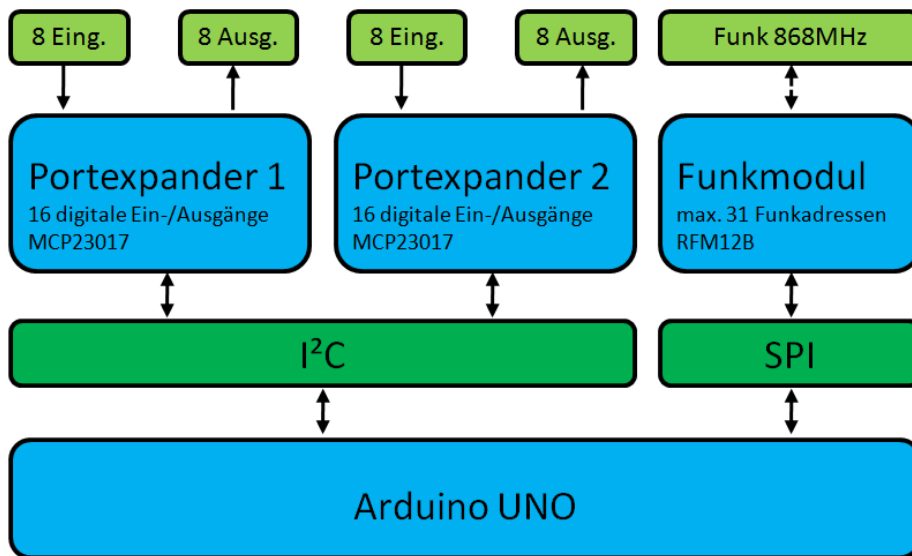 8 Eing.
8 Ausg.
8 Eing.
8 Ausg.
Funk 868MHz
Portexpander 1
16 digitale Ein-/Ausgänge
MCP23017
Portexpander 2
16 digitale Ein-/Ausgänge
MCP23017
Funkmodul
max. 31 Funkadressen
RFM12B
I²C
SPI
Arduino UNO